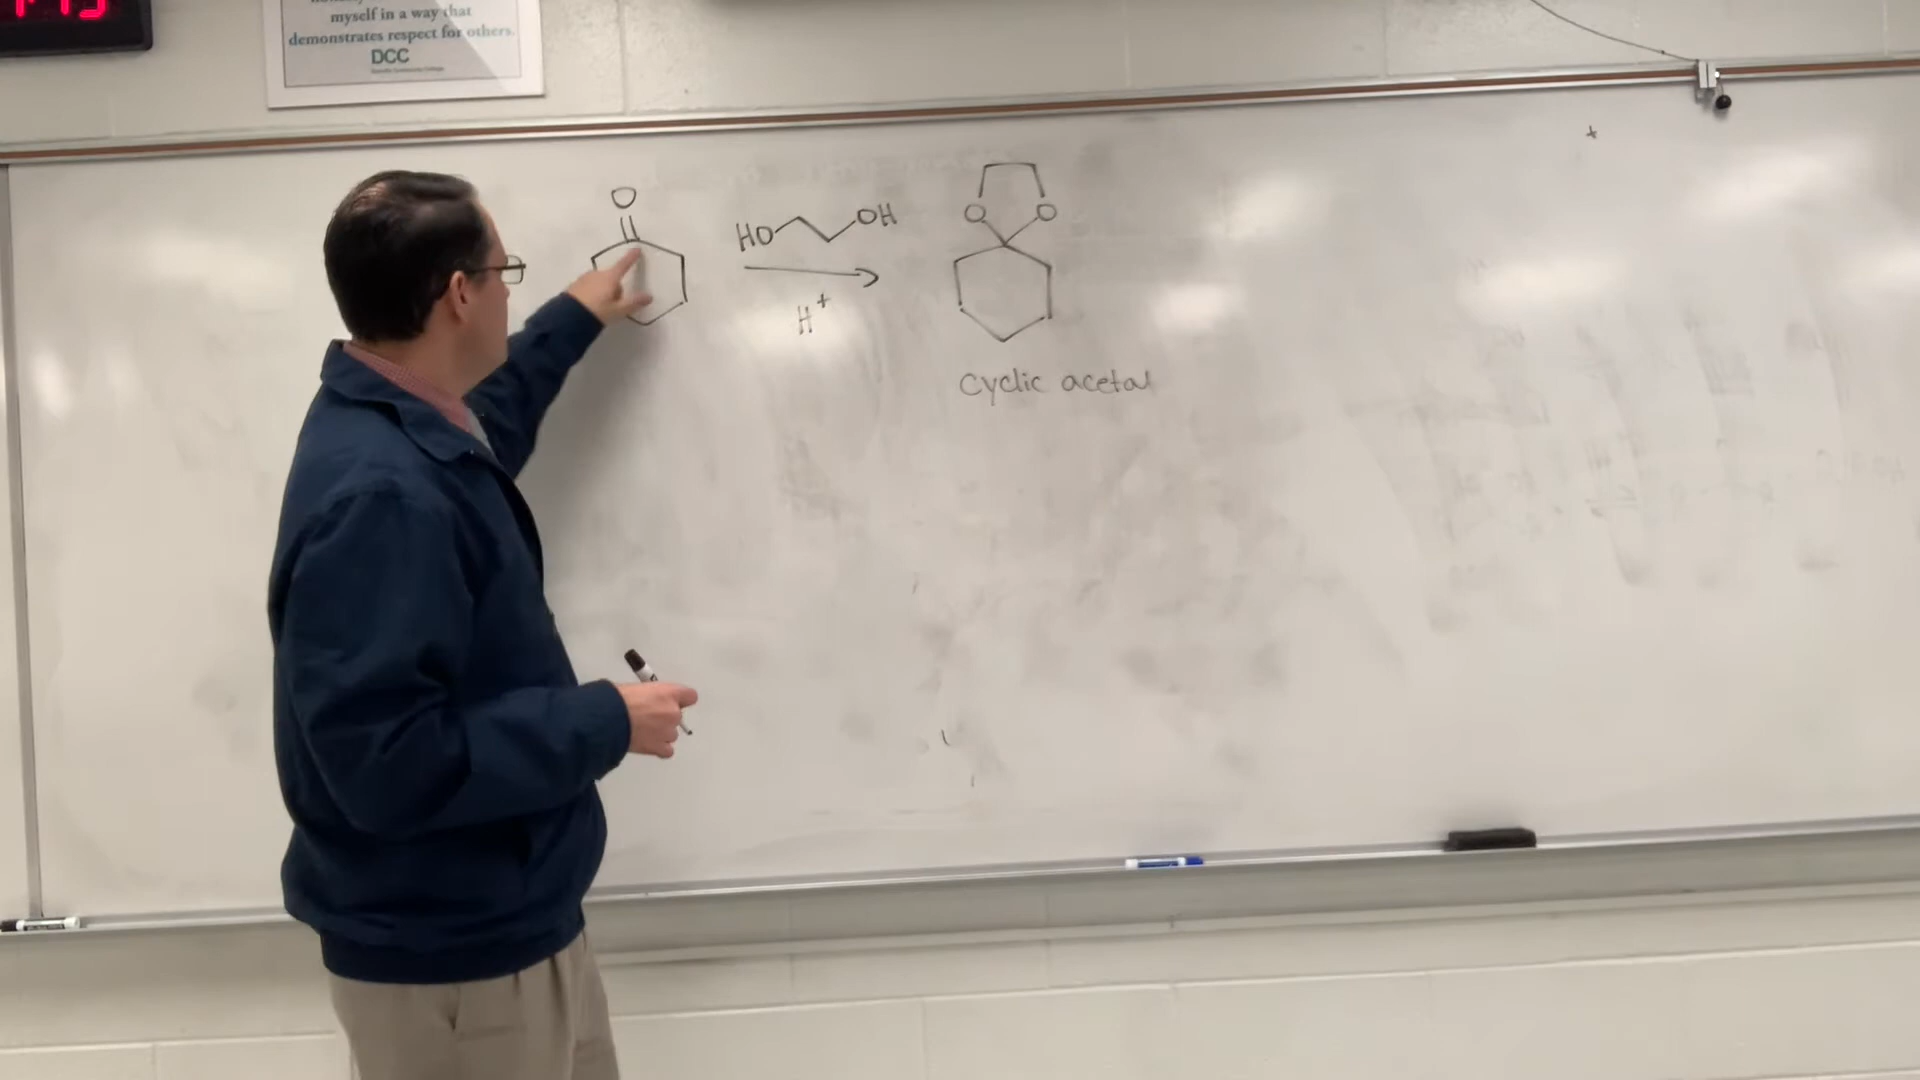 myself in a way that
demonstrates respect for others.
DCC
O
HO OH
H+
O O
cyclic acetal
+